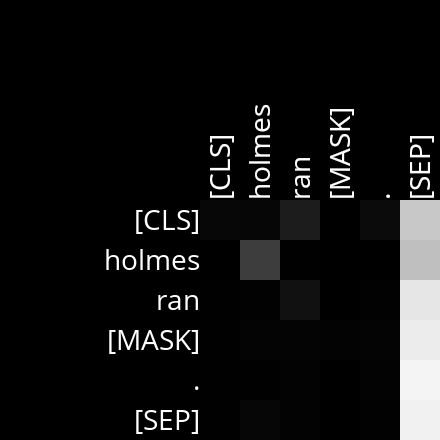 [CLS] holmes ran [MASK] . [SEP]
[CLS]
holmes
ran
[MASK]
.
[SEP]